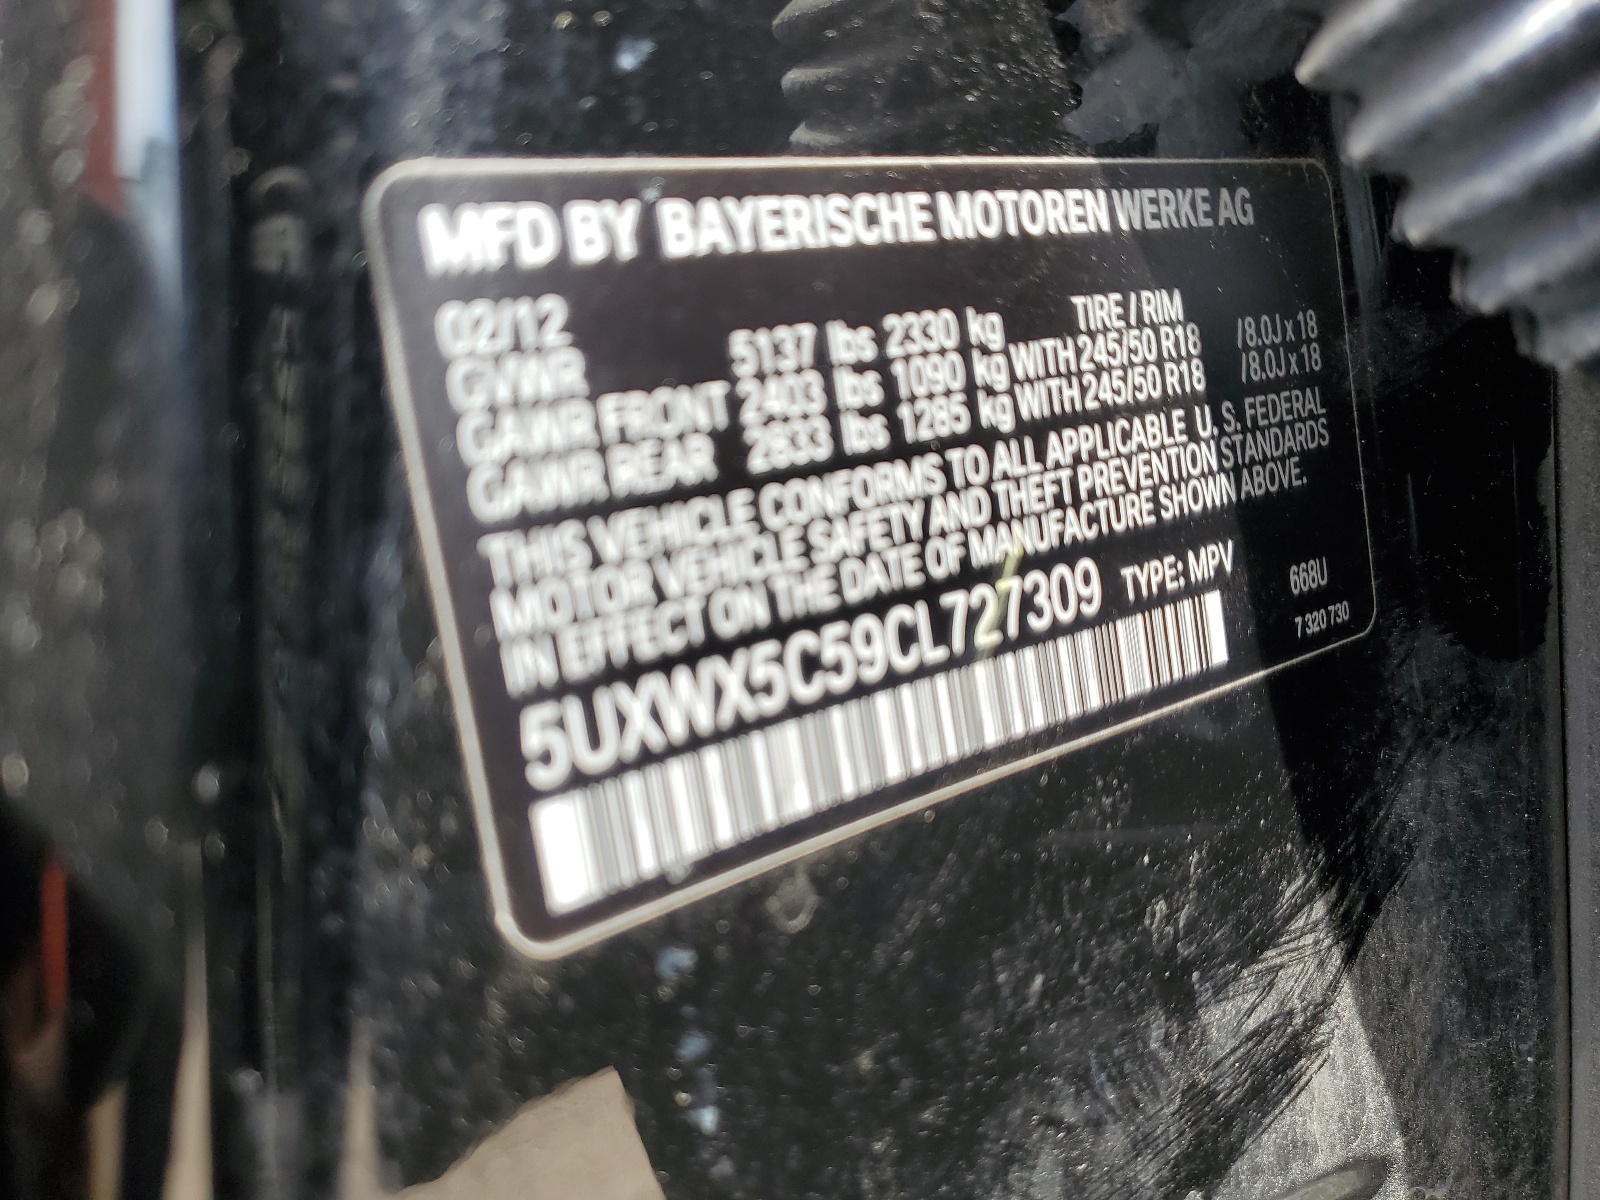 MFD BY BAYERISCHE MOTOREN WERKE AG
02/12
GVWR 5137 lbs 2330 kg TIRE / RIM
GAWR FRONT 2403 lbs 1090 kg WITH 245/50 R18 /8.0J x 18
GAWR REAR 2833 lbs 1285 kg WITH 245/50 R18 /8.0J x 18
THIS VEHICLE CONFORMS TO ALL APPLICABLE U. S. FEDERAL
MOTOR VEHICLE SAFETY AND THEFT PREVENTION STANDARDS
IN EFFECT ON THE DATE OF MANUFACTURE SHOWN ABOVE.
5UXWX5C59CL727309 TYPE: MPV 668U
7 320 730